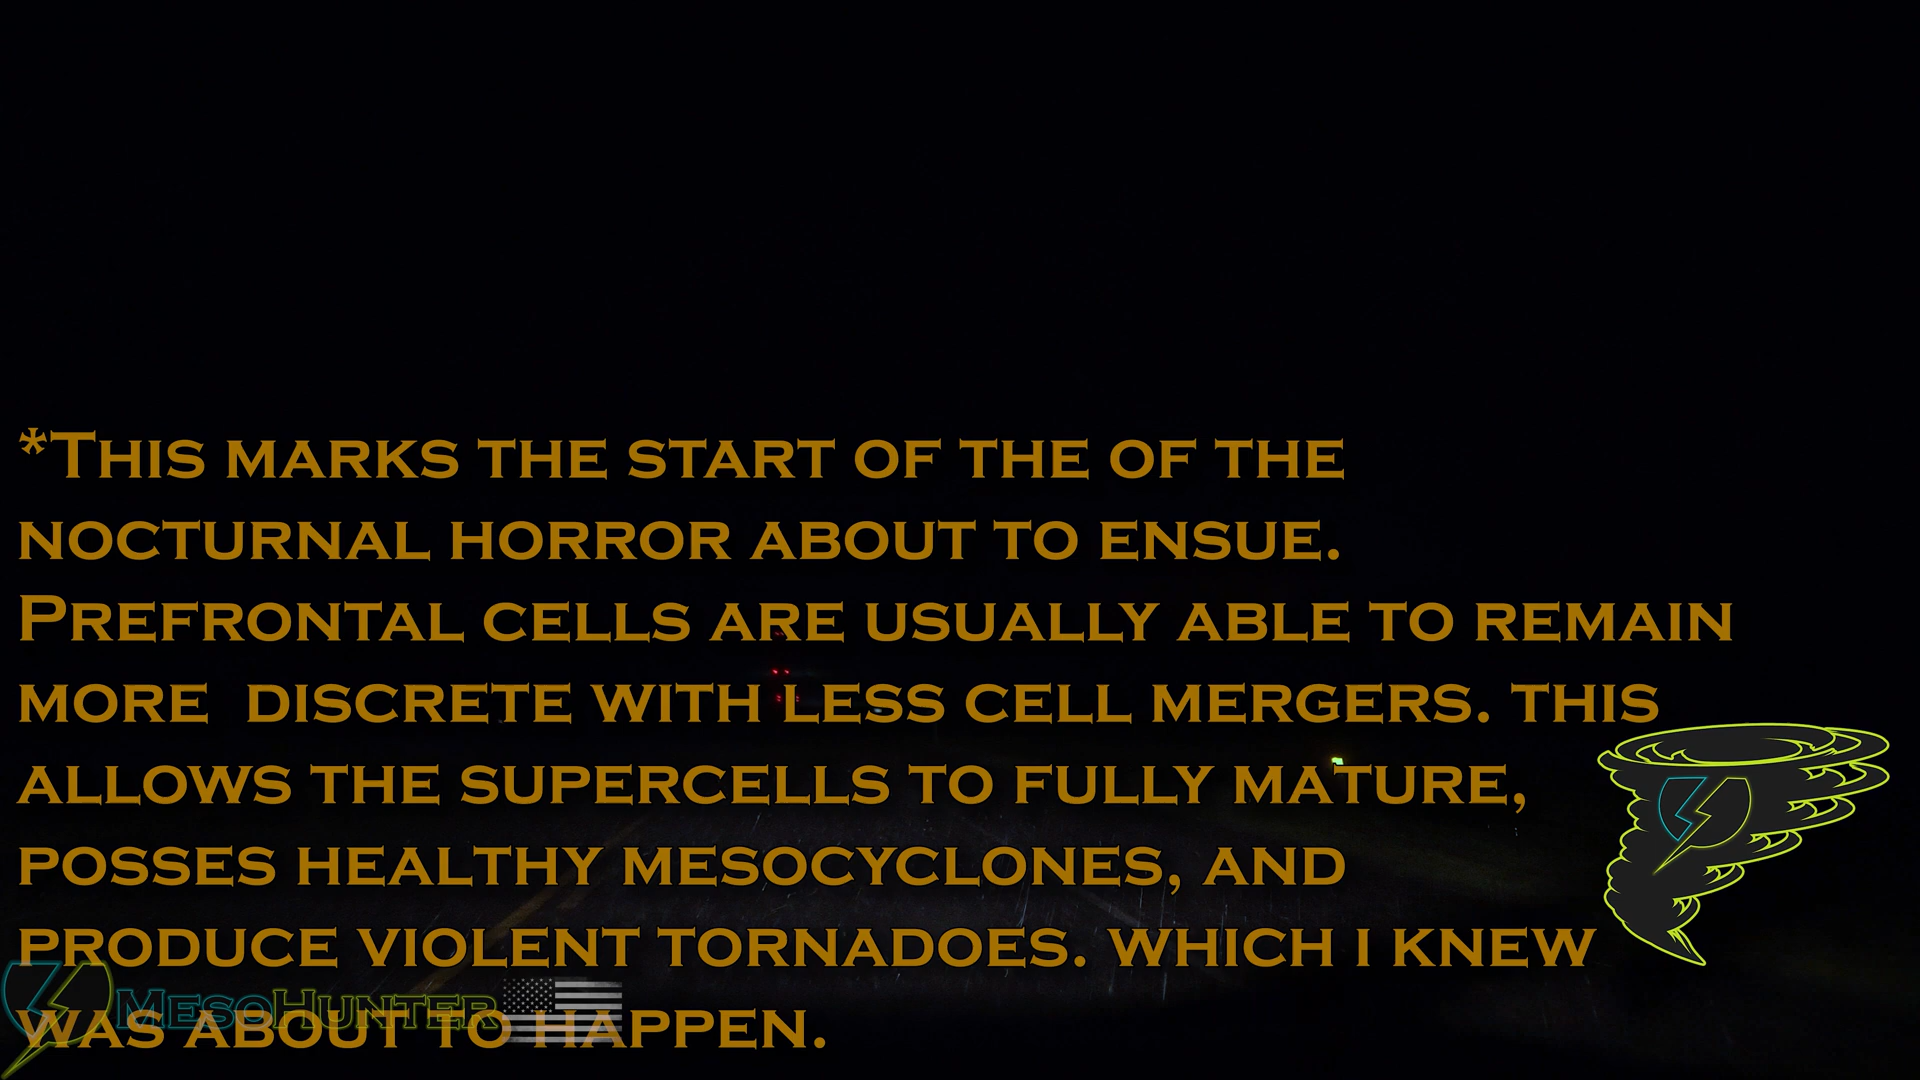 *This marks the start of the of the
nocturnal horror about to ensue.
Prefrontal cells are usually able to remain
more  discrete with less cell mergers. this
allows the supercells to fully mature,
posses healthy mesocyclones, and
produce violent tornadoes. which I knew
was about to happen.
MesoHunter